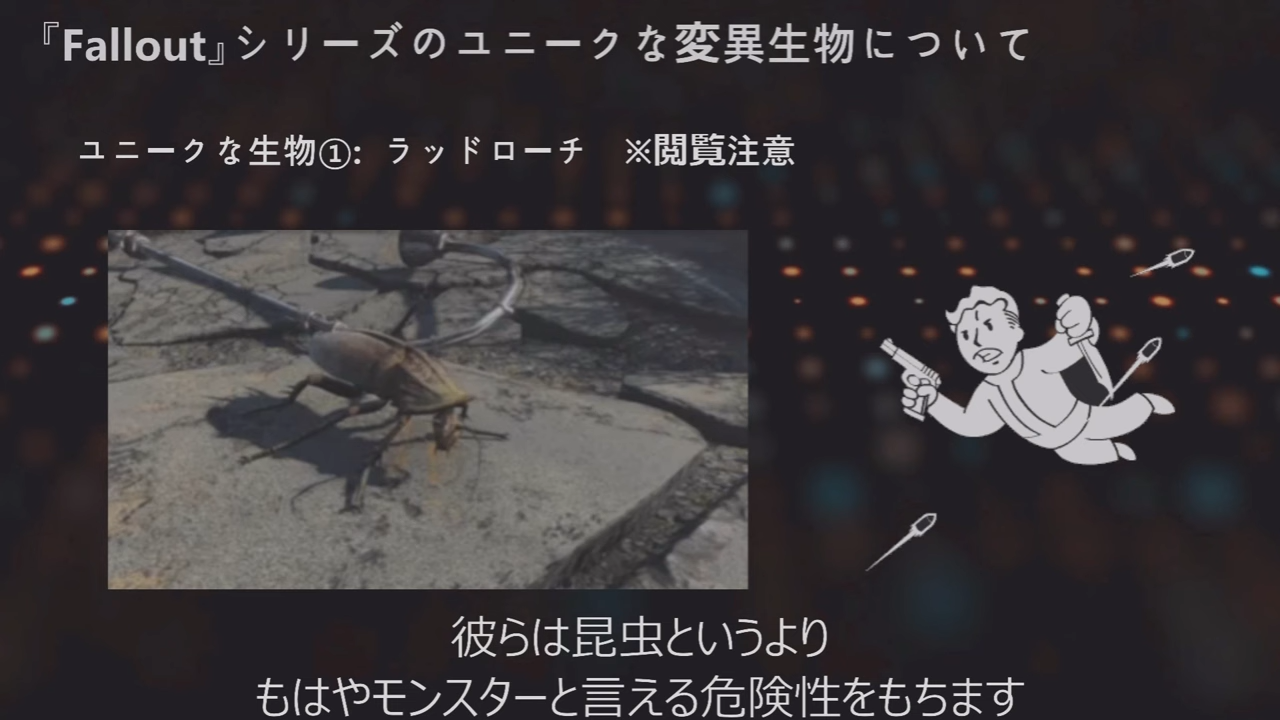 『Fallout』シリーズのユニークな変異生物について
ユニークな生物①: ラッドローチ　※閲覧注意
彼らは昆虫というより
もはやモンスターと言える危険性をもちます